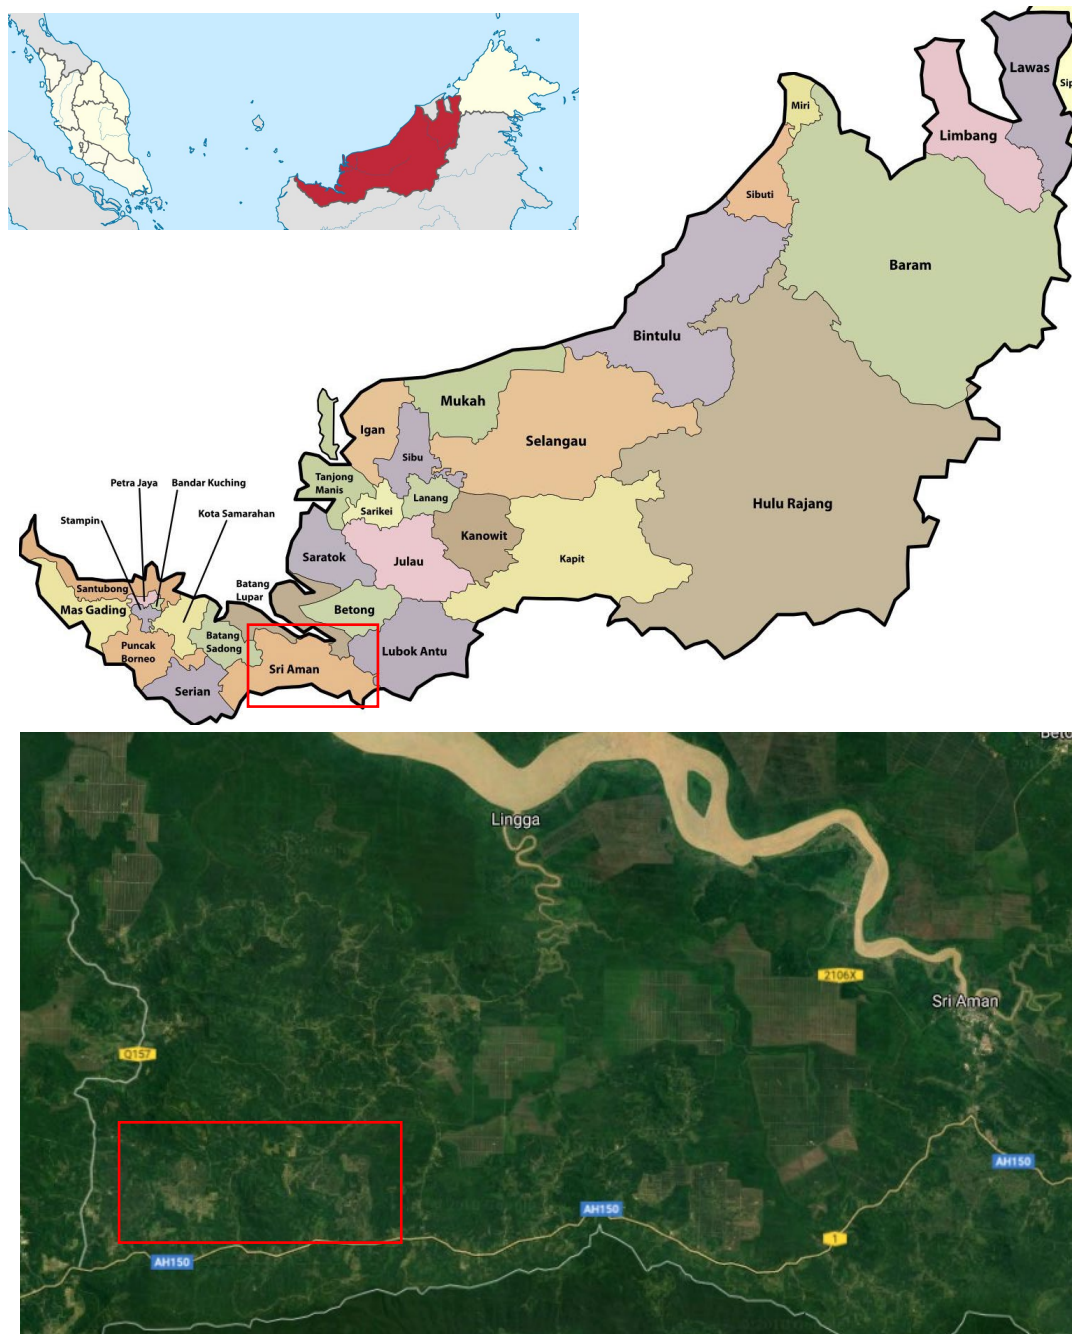 Lawas
Sip
Miri
Limbang
Sibuti
Baram
Bintulu
Mukah
Igan
Selangau
Sibu
Tanjong
Manis
Lanang
Hulu Rajang
Petra Jaya
Bandar Kuching
Sarikei
Kota Samarahan
Stampin
Kanowit
Saratok
Julau
Kapit
Batang
Lupar
Santubong
Mas Gading
Betong
Batang
Sadong
Puncak
Borneo
Lubok Antu
Sri Aman
Serian
Beto
Lingga
2106X
Sri Aman
Q157
AH150
AH150
1
AH150